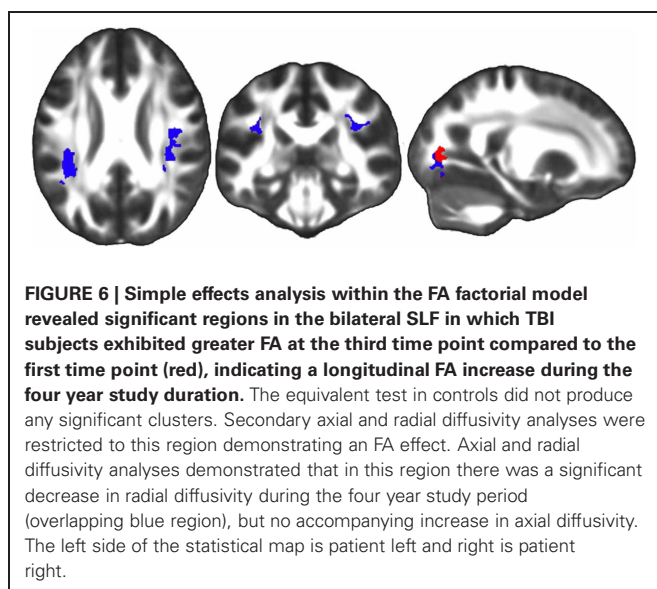 FIGURE 6 | Simple effects analysis within the FA factorial model
revealed significant regions in the bilateral SLF in which TBI
subjects exhibited greater FA at the third time point compared to the
first time point (red), indicating a longitudinal FA increase during the
four year study duration. The equivalent test in controls did not produce
any significant clusters. Secondary axial and radial diffusivity analyses were
restricted to this region demonstrating an FA effect. Axial and radial
diffusivity analyses demonstrated that in this region there was a significant
decrease in radial diffusivity during the four year study period
(overlapping blue region), but no accompanying increase in axial diffusivity.
The left side of the statistical map is patient left and right is patient
right.